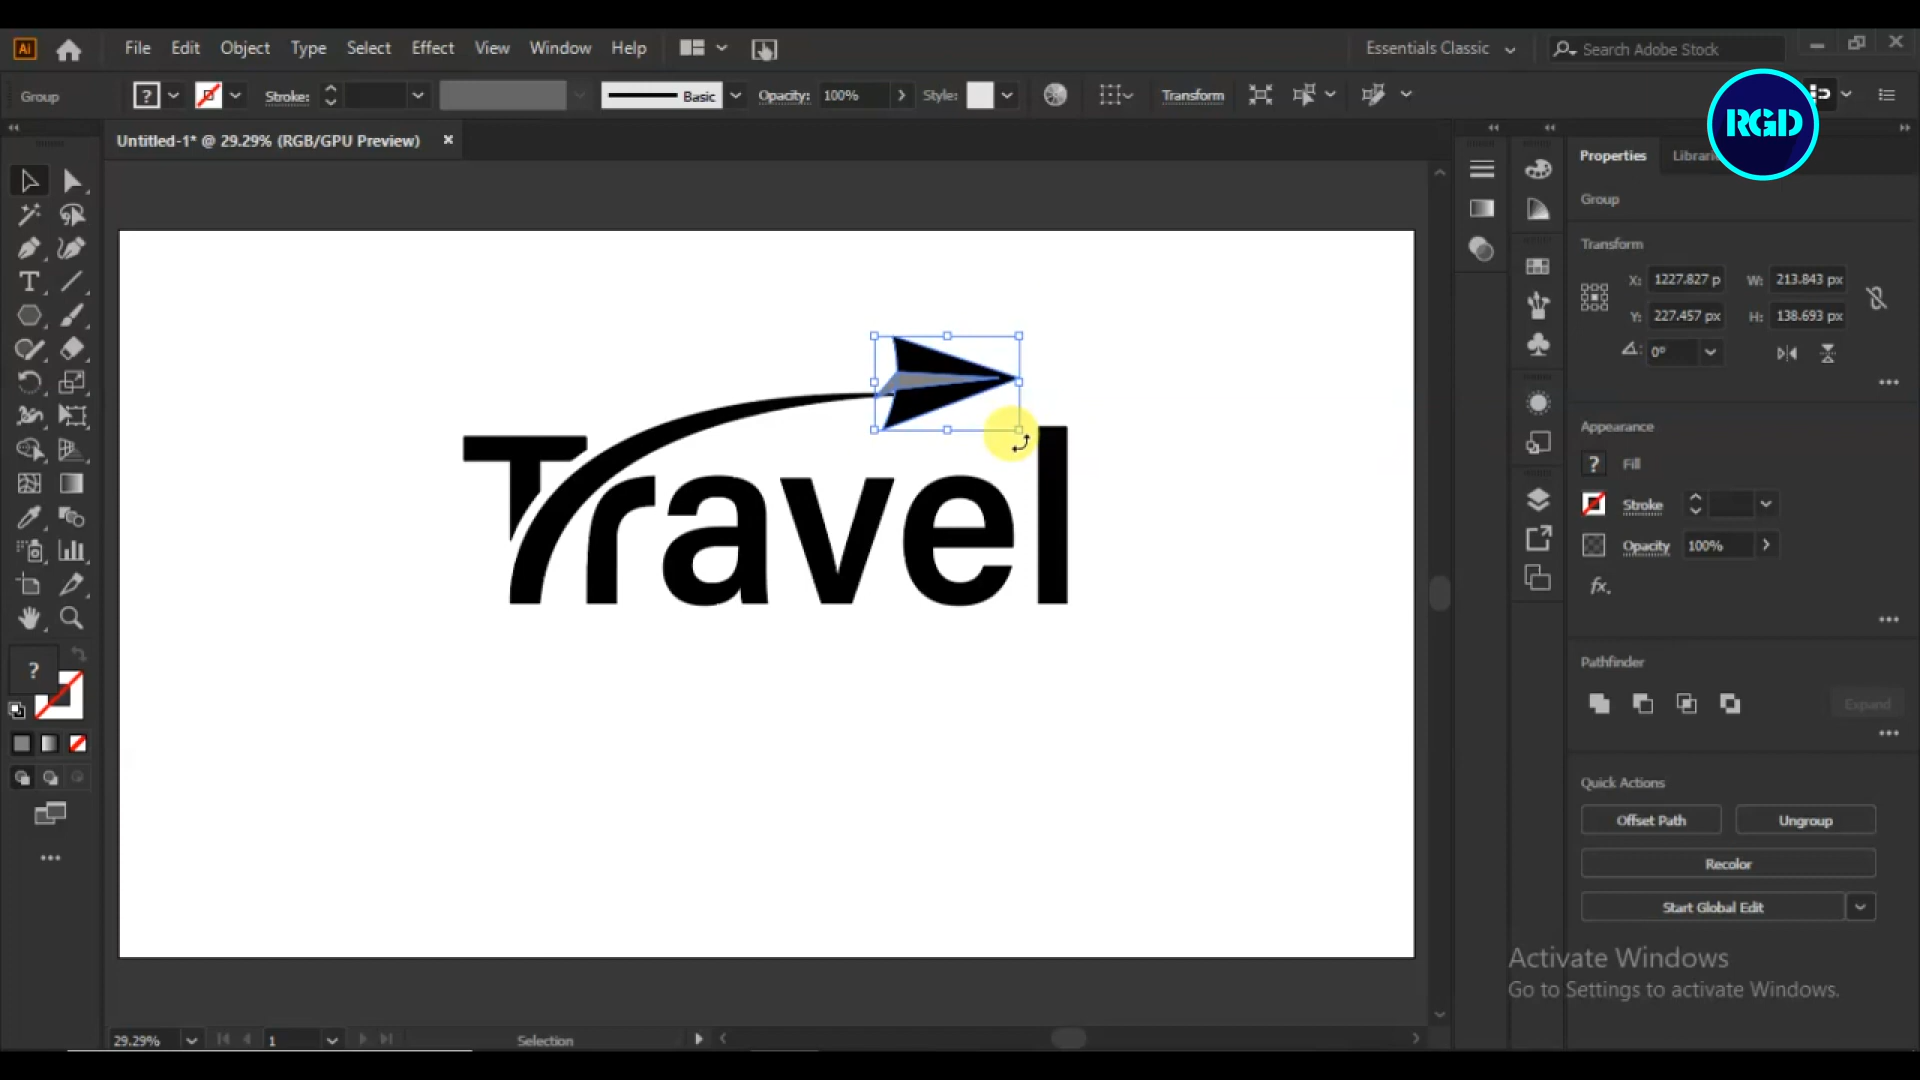 Ai File Edit Object Type Select Effect View Window Help Essentials Classic Search Adobe Stock
Group ? Stroke: Basic Opacity: 100% Style: Transform
RGD
Untitled-1* @ 29.29% (RGB/GPU Preview) ×
Properties
Group
Transform
X: 1227.827 p W: 213.843 px
Y: 227.457 px H: 138.693 px
0°
Appearance
? Fill
Stroke
Opacity 100%
fx.
Travel
Pathfinder
Expand
Quick Actions
Offset Path Ungroup
Recolor
Start Global Edit
Activate Windows
Go to Settings to activate Windows.
?
29.29% 1 Selection